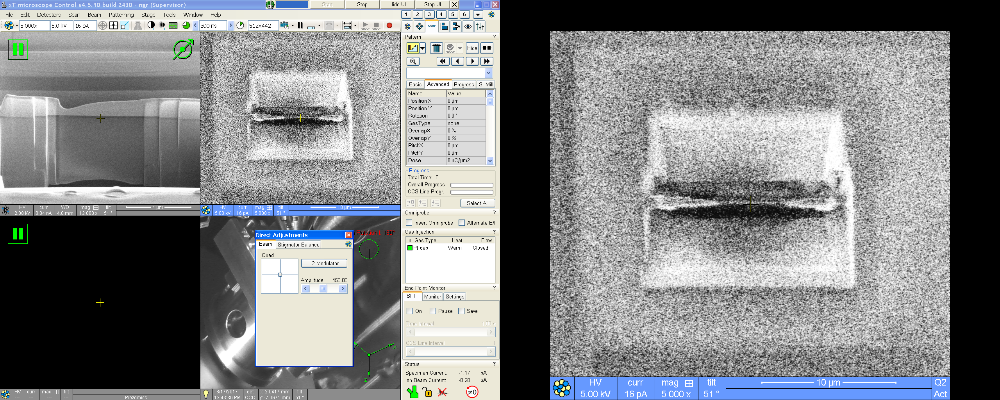 xT microscope Control v4.5.10 build 2430 - ngr (Supervisor)
Start Stop Hide UI Stop UI
File Edit Detectors Scan Beam Patterning Stage Tools Window Help
1 2 3 4 5 6
5 000x 5.0 kV 16 pA 300 ns 512x442
Pattern ?
Hide
Basic Advanced Progress S. Mill
Name Value
Position X 0 µm
Position Y 0 µm
Rotation 0.0 °
GasType none
OverlapX 0 %
OverlapY 0 %
PitchX 0 µm
PitchY 0 µm
Dose 0 nC/µm2
Progress
Total Time: 0
Overall Progress
CCS Line Progr.
Select All
Omniprobe ?
Insert Omniprobe Alternate E/I
Gas Injection ?
In Gas Type Heat Flow
Pt dep Warm Closed
End Point Monitor ?
iSPI Monitor Settings
On Pause Save
Time Interval 1.00 s
CCS Line Interval 1
Status ?
Specimen Current: -1.17 pA
Ion Beam Current: -0.20 pA
≠0
HV curr WD mag tilt 4 µm
2.00 kV 0.34 nA 4.0 mm 12 000 x 51 °
HV curr mag tilt 10 µm
5.00 kV 16 pA 5 000 x 51 °
Rotation I: 180°
Direct Adjustments
Beam Stigmator Balance
Quad
L2 Modulator
Amplitude 450.00
X
Z
HV curr mag tilt
--- --- --- --- Piezomics
8/17/2017 det x: 2.0417 mm tilt
12:43:36 PM CCD y: -7.0671 mm 51 °
HV curr mag tilt 10 µm Q2
5.00 kV 16 pA 5 000 x 51 ° Act